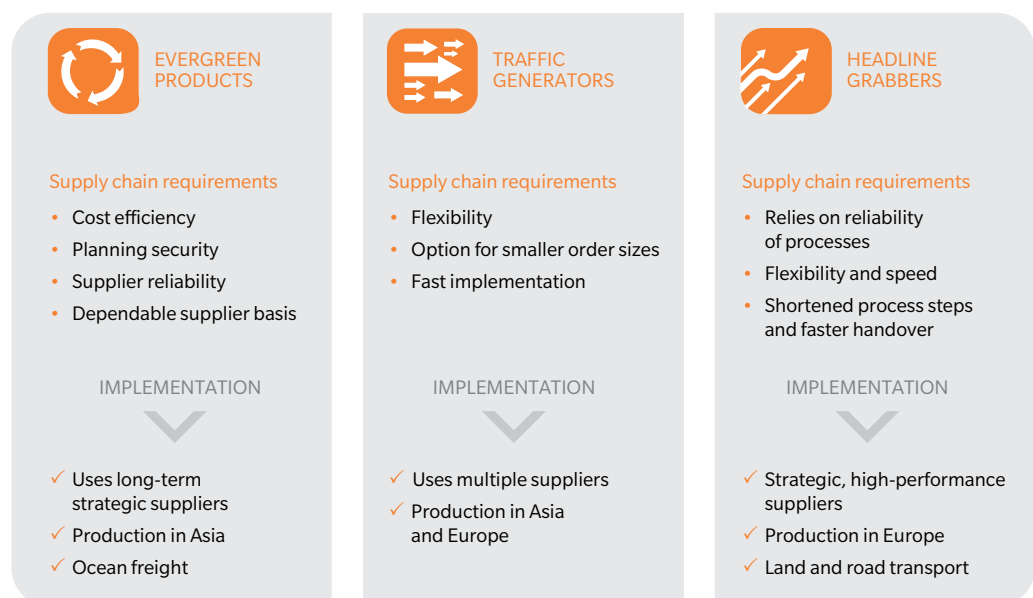 EVERGREEN
PRODUCTS
Supply chain requirements
• Cost efficiency
• Planning security
• Supplier reliability
• Dependable supplier basis
IMPLEMENTATION
✓ Uses long-term
strategic suppliers
✓ Production in Asia
✓ Ocean freight
TRAFFIC
GENERATORS
Supply chain requirements
• Flexibility
• Option for smaller order sizes
• Fast implementation
IMPLEMENTATION
✓ Uses multiple suppliers
✓ Production in Asia
and Europe
HEADLINE
GRABBERS
Supply chain requirements
• Relies on reliability
of processes
• Flexibility and speed
• Shortened process steps
and faster handover
IMPLEMENTATION
✓ Strategic, high-performance
suppliers
✓ Production in Europe
✓ Land and road transport